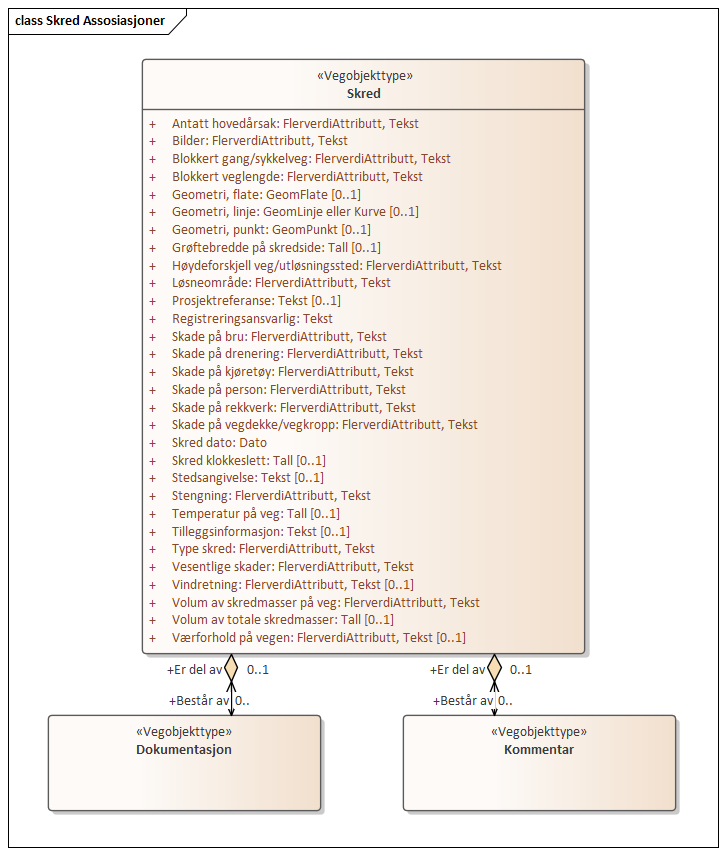 class Skred Assosiasjoner
«Vegobjekttype»
Skred
+ Antatt hovedårsak: FlerverdiAttributt, Tekst
+ Bilder: FlerverdiAttributt, Tekst
+ Blokkert gang/sykkelveg: FlerverdiAttributt, Tekst
+ Blokkert veglengde: FlerverdiAttributt, Tekst
+ Geometri, flate: GeomFlate [0..1]
+ Geometri, linje: GeomLinje eller Kurve [0..1]
+ Geometri, punkt: GeomPunkt [0..1]
+ Grøftebredde på skredside: Tall [0..1]
+ Høydeforskjell veg/utløsningssted: FlerverdiAttributt, Tekst
+ Løsneområde: FlerverdiAttributt, Tekst
+ Prosjektreferanse: Tekst [0..1]
+ Registreringsansvarlig: Tekst
+ Skade på bru: FlerverdiAttributt, Tekst
+ Skade på drenering: FlerverdiAttributt, Tekst
+ Skade på kjøretøy: FlerverdiAttributt, Tekst
+ Skade på person: FlerverdiAttributt, Tekst
+ Skade på rekkverk: FlerverdiAttributt, Tekst
+ Skade på vegdekke/vegkropp: FlerverdiAttributt, Tekst
+ Skred dato: Dato
+ Skred klokkeslett: Tall [0..1]
+ Stedsangivelse: Tekst [0..1]
+ Stengning: FlerverdiAttributt, Tekst
+ Temperatur på veg: Tall [0..1]
+ Tilleggsinformasjon: Tekst [0..1]
+ Type skred: FlerverdiAttributt, Tekst
+ Vesentlige skader: FlerverdiAttributt, Tekst
+ Vindretning: FlerverdiAttributt, Tekst [0..1]
+ Volum av skredmasser på veg: FlerverdiAttributt, Tekst
+ Volum av totale skredmasser: Tall [0..1]
+ Værforhold på vegen: FlerverdiAttributt, Tekst [0..1]
+Er del av 0..1 +Er del av 0..1
+Består av 0.. +Består av 0..
«Vegobjekttype»
Dokumentasjon
«Vegobjekttype»
Kommentar